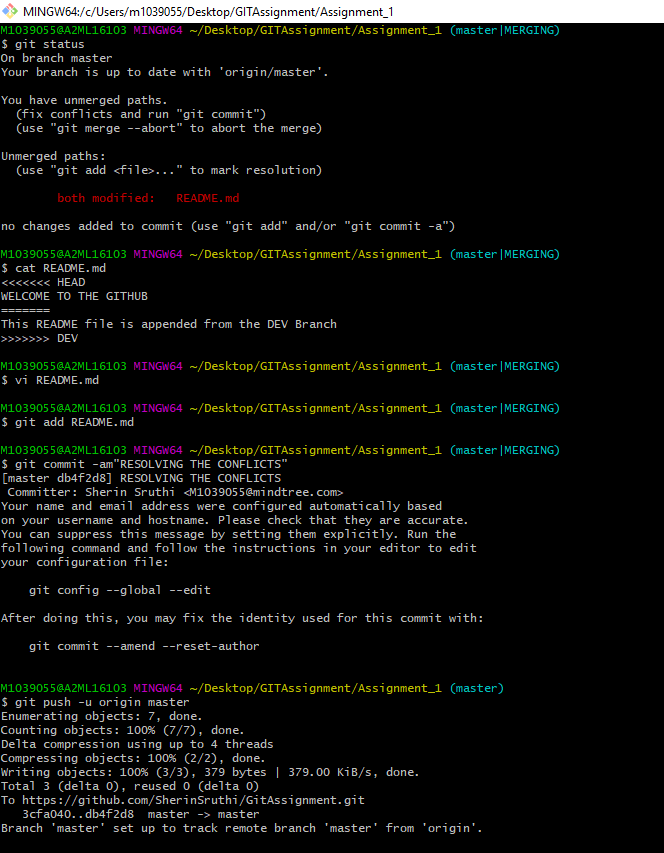 MINGW64:/c/Users/m1039055/Desktop/GITAssignment/Assignment_1
M1039055@A2ML16103 MINGW64 ~/Desktop/GITAssignment/Assignment_1 (master|MERGING)
$ git status
On branch master
Your branch is up to date with 'origin/master'.
You have unmerged paths.
(fix conflicts and run "git commit")
(use "git merge --abort" to abort the merge)
Unmerged paths:
(use "git add <file>..." to mark resolution)
both modified: README.md
no changes added to commit (use "git add" and/or "git commit -a")
M1039055@A2ML16103 MINGW64 ~/Desktop/GITAssignment/Assignment_1 (master|MERGING)
$ cat README.md
<<<<<<< HEAD
WELCOME TO THE GITHUB
=======
This README file is appended from the DEV Branch
>>>>>>> DEV
M1039055@A2ML16103 MINGW64 ~/Desktop/GITAssignment/Assignment_1 (master|MERGING)
$ vi README.md
M1039055@A2ML16103 MINGW64 ~/Desktop/GITAssignment/Assignment_1 (master|MERGING)
$ git add README.md
M1039055@A2ML16103 MINGW64 ~/Desktop/GITAssignment/Assignment_1 (master|MERGING)
$ git commit -am"RESOLVING THE CONFLICTS"
[master db4f2d8] RESOLVING THE CONFLICTS
Committer: Sherin Sruthi <M1039055@mindtree.com>
Your name and email address were configured automatically based
on your username and hostname. Please check that they are accurate.
You can suppress this message by setting them explicitly. Run the
following command and follow the instructions in your editor to edit
your configuration file:
git config --global --edit
After doing this, you may fix the identity used for this commit with:
git commit --amend --reset-author
M1039055@A2ML16103 MINGW64 ~/Desktop/GITAssignment/Assignment_1 (master)
$ git push -u origin master
Enumerating objects: 7, done.
Counting objects: 100% (7/7), done.
Delta compression using up to 4 threads
Compressing objects: 100% (2/2), done.
Writing objects: 100% (3/3), 379 bytes | 379.00 KiB/s, done.
Total 3 (delta 0), reused 0 (delta 0)
To https://github.com/SherinSruthi/GitAssignment.git
3cfa040..db4f2d8 master -> master
Branch 'master' set up to track remote branch 'master' from 'origin'.